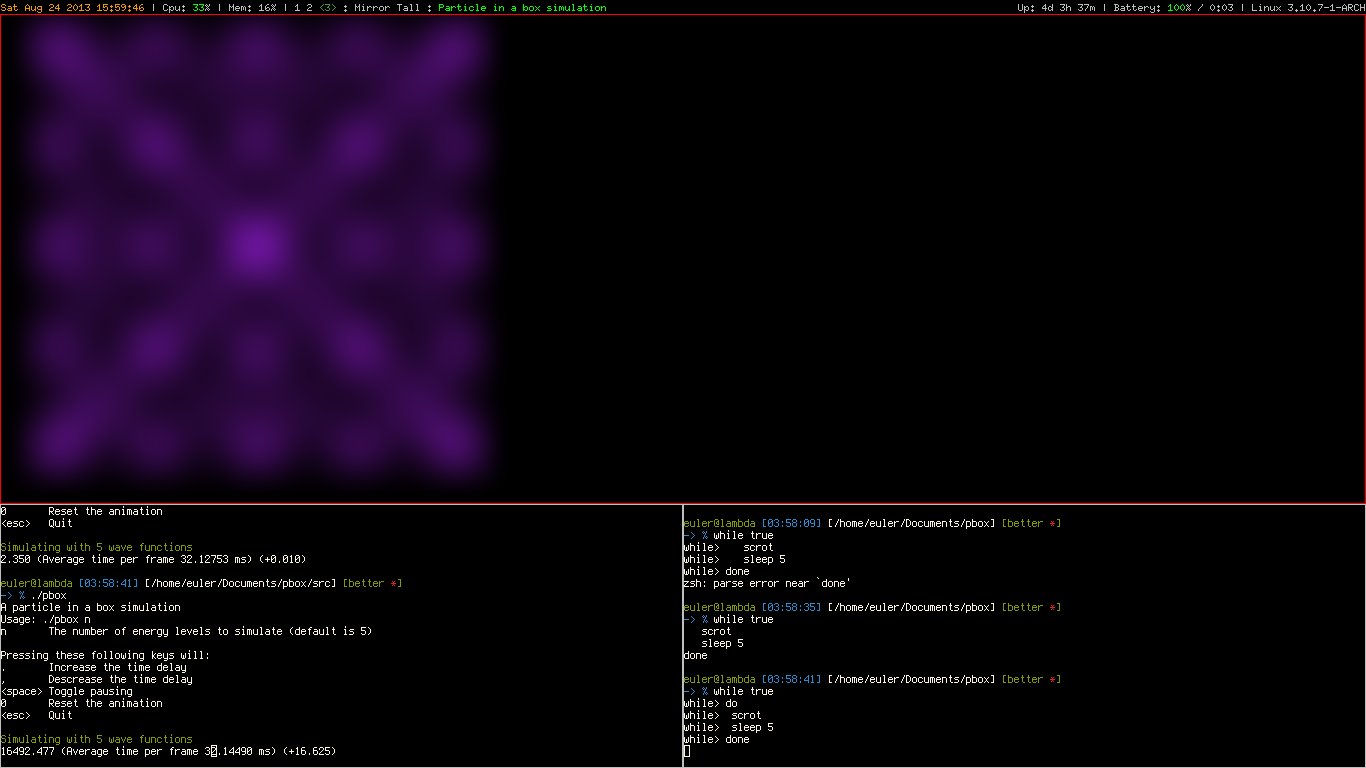 Sat Aug 24 2013 15:59:46 | Cpu: 33% | Mem: 16% | 1 2 <3> : Mirror Tall : Particle in a box simulation
Up: 4d 3h 37m | Battery: 100% / 0:03 | Linux 3.10.7-1-ARCH
0       Reset the animation
<esc>   Quit
Simulating with 5 wave functions
2.350 (Average time per frame 32.12753 ms) (+0.010)
euler@lambda [03:58:41] [/home/euler/Documents/pbox/src] [better *]
-> % ./pbox
A particle in a box simulation
Usage: ./pbox n
n       The number of energy levels to simulate (default is 5)
Pressing these following keys will:
.       Increase the time delay
,       Descrease the time delay
<space> Toggle pausing
0       Reset the animation
<esc>   Quit
Simulating with 5 wave functions
16492.477 (Average time per frame 32.14490 ms) (+16.625)
euler@lambda [03:58:09] [/home/euler/Documents/pbox] [better *]
-> % while true
while>    scrot
while>    sleep 5
while> done
zsh: parse error near `done'
euler@lambda [03:58:35] [/home/euler/Documents/pbox] [better *]
-> % while true
   scrot
   sleep 5
done
euler@lambda [03:58:41] [/home/euler/Documents/pbox] [better *]
-> % while true
while> do
while>  scrot
while>  sleep 5
while> done